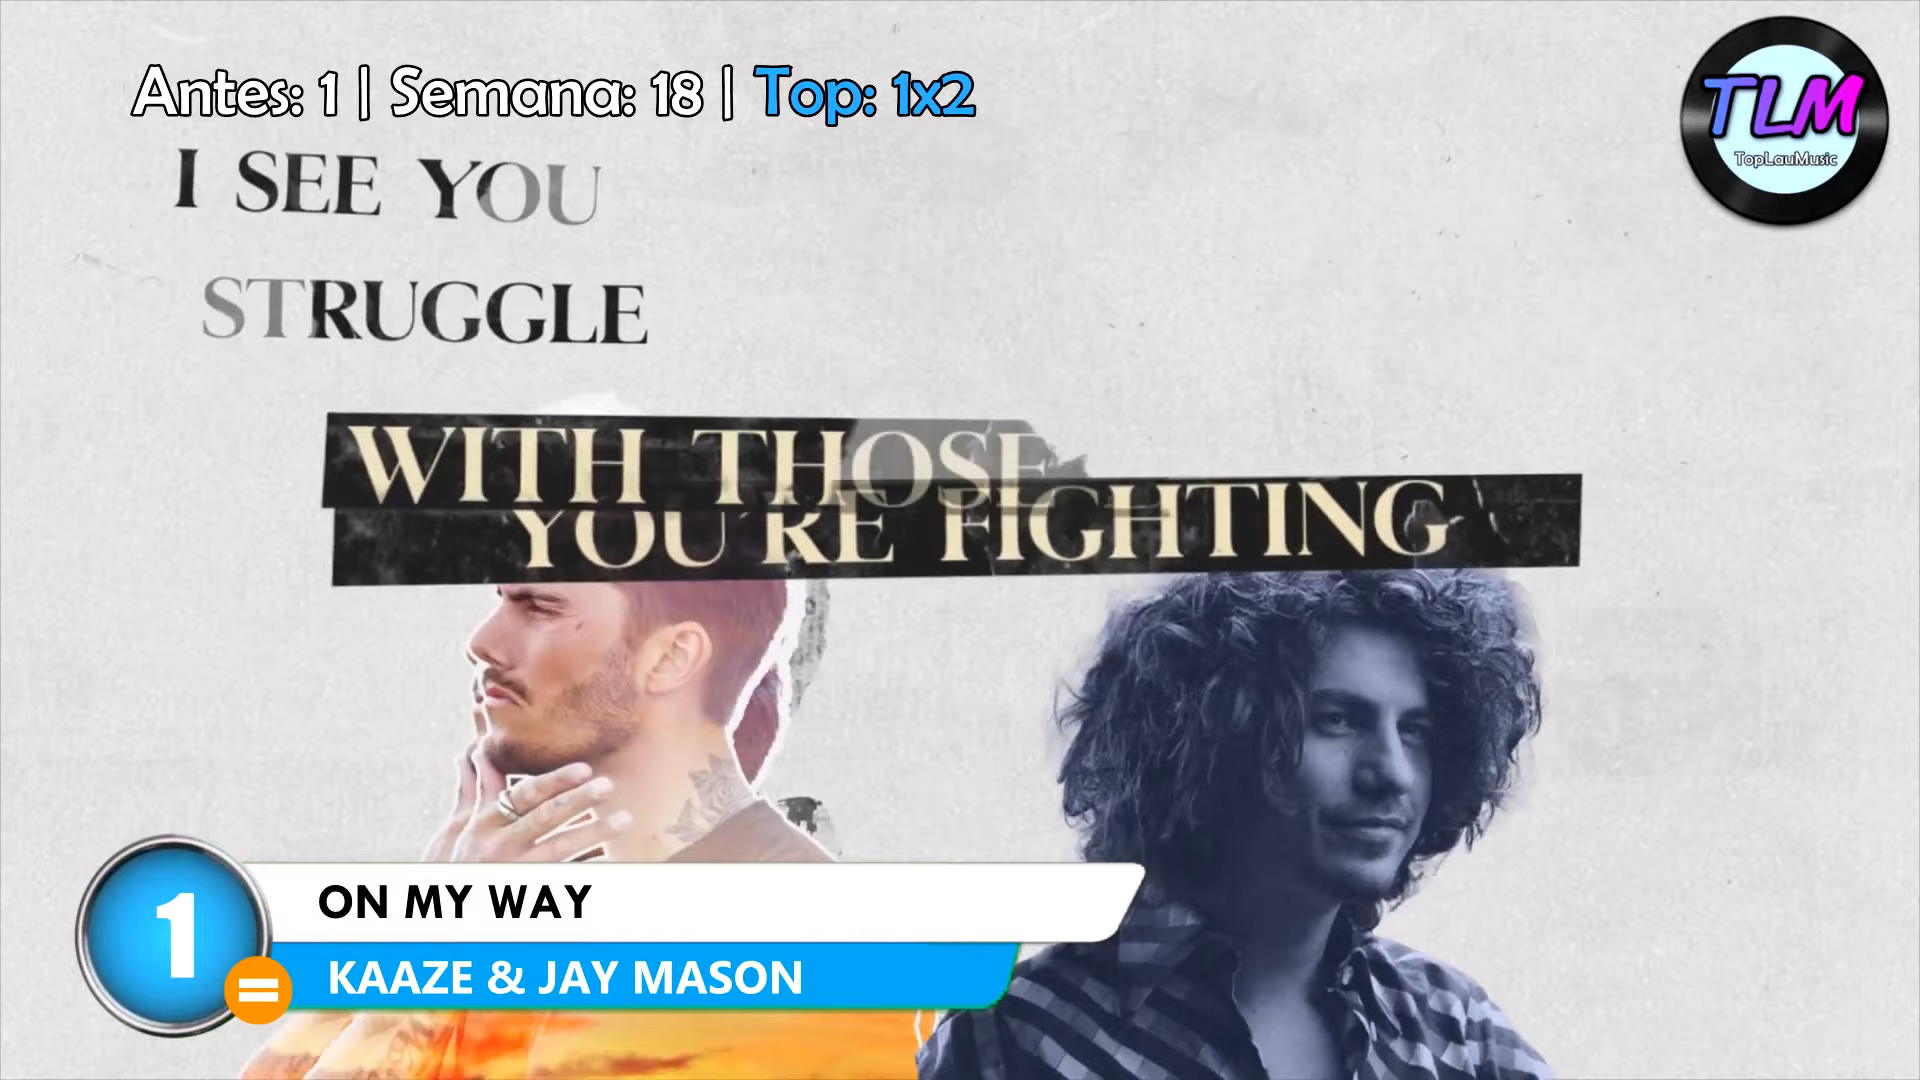 Antes: 1 | Semana: 18 | Top: 1x2
TLM
TopLauMusic
I SEE YOU
STRUGGLE
WITH THOSE
YOU'RE FIGHTING
1
ON MY WAY
=
KAAZE & JAY MASON